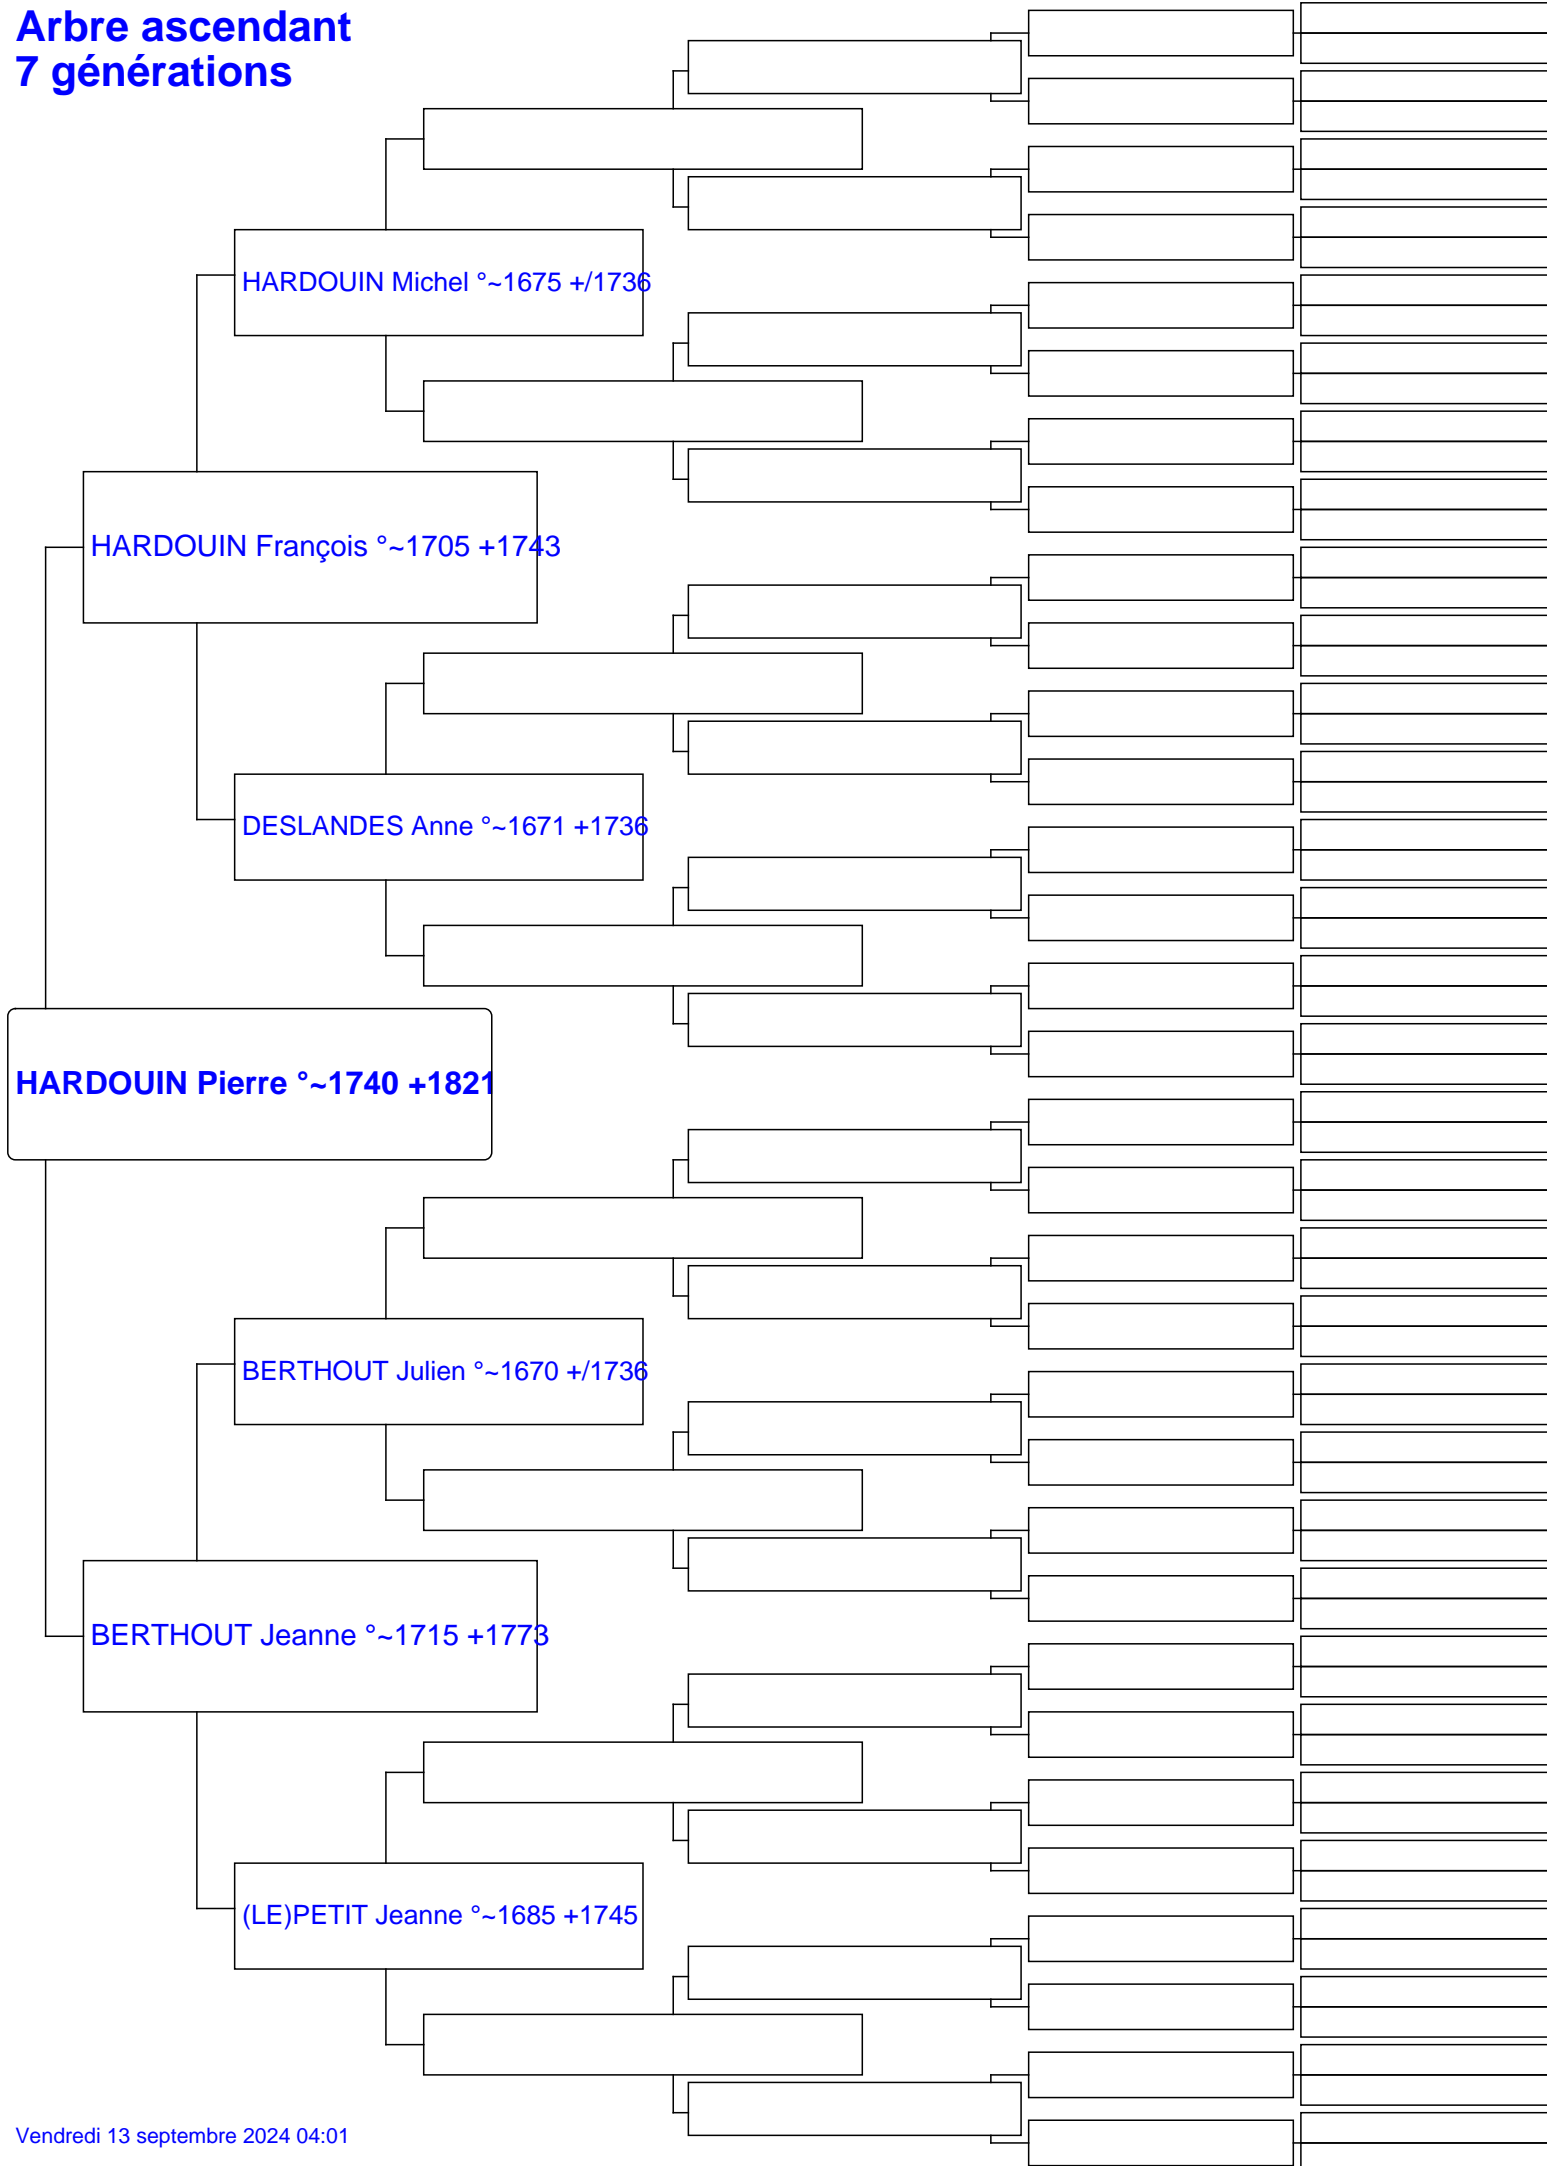 Arbre ascendant
7 générations
HARDOUIN Michel °~1675 +/1736
HARDOUIN François °~1705 +1743
DESLANDES Anne °~1671 +1736
HARDOUIN Pierre °~1740 +1821
BERTHOUT Julien °~1670 +/1736
BERTHOUT Jeanne °~1715 +1773
(LE)PETIT Jeanne °~1685 +1745
Vendredi 13 septembre 2024 04:01